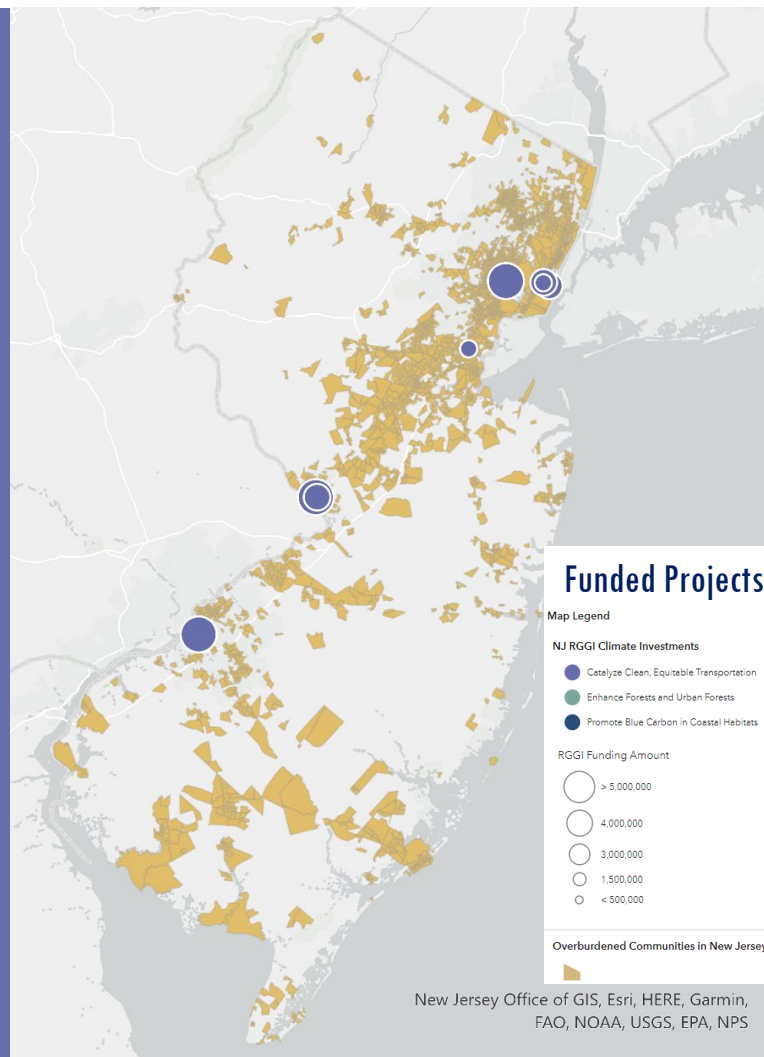 Funded Projects
Map Legend
NJ RGGI Climate Investments
Catalyze Clean, Equitable Transportation
Enhance Forests and Urban Forests
Promote Blue Carbon in Coastal Habitats
RGGI Funding Amount
> 5,000,000
4,000,000
3,000,000
1,500,000
< 500,000
Overburdened Communities in New Jersey
New Jersey Office of GIS, Esri, HERE, Garmin,
FAO, NOAA, USGS, EPA, NPS